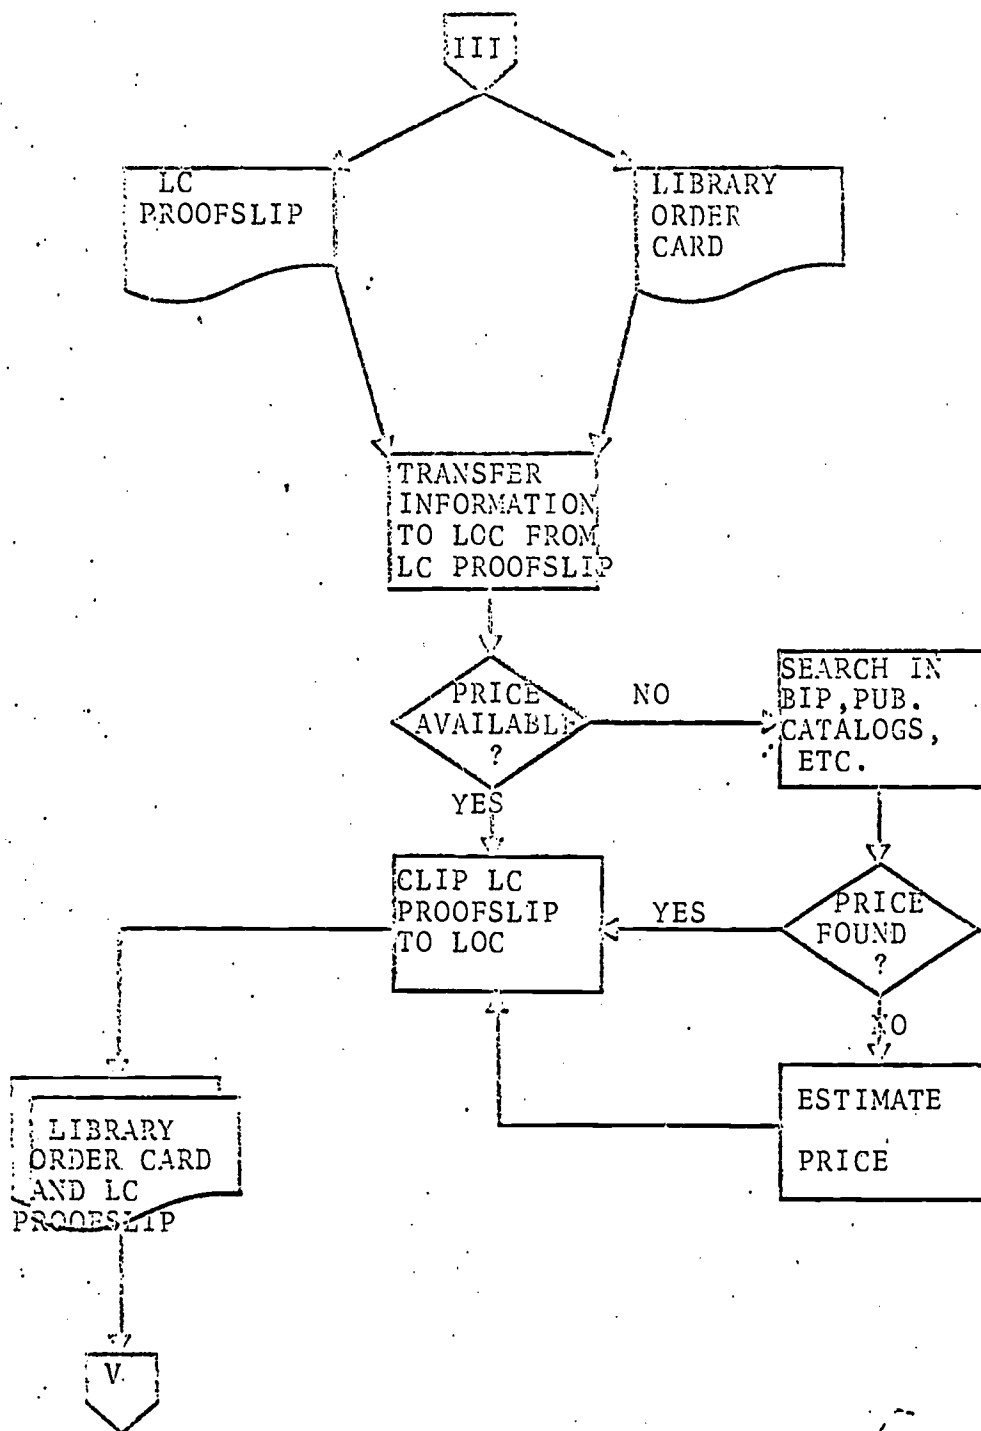 III
LC
PROOFSLIP
LIBRARY
ORDER
CARD
TRANSFER
INFORMATION
TO LOC FROM
LC PROOFSLIP
PRICE
AVAILABLE
?
NO
SEARCH IN
BIP,PUB.
CATALOGS,
ETC.
YES
CLIP LC
PROOFSLIP
TO LOC
YES
PRICE
FOUND
?
NO
ESTIMATE
PRICE
LIBRARY
ORDER CARD
AND LC
PROOFSLIP
V